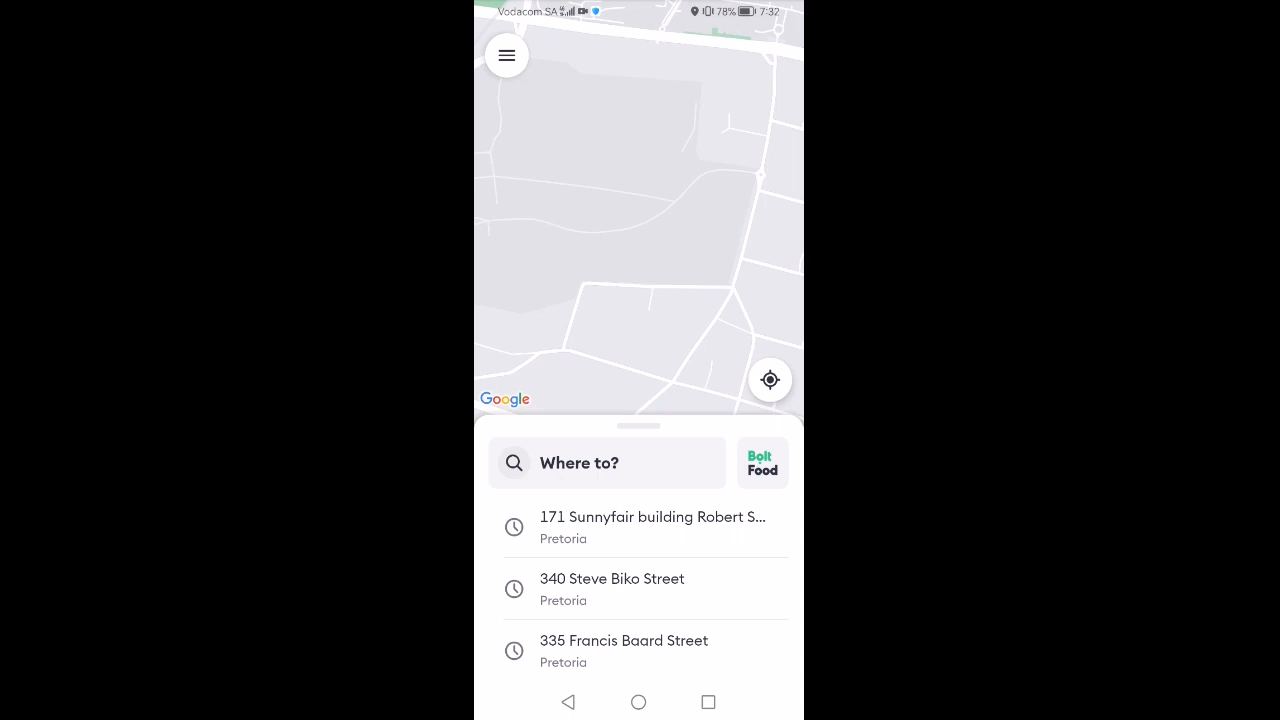 Vodacom SA 78% 7:32
Google
Where to?
Bolt
Food
171 Sunnyfair building Robert S...
Pretoria
340 Steve Biko Street
Pretoria
335 Francis Baard Street
Pretoria